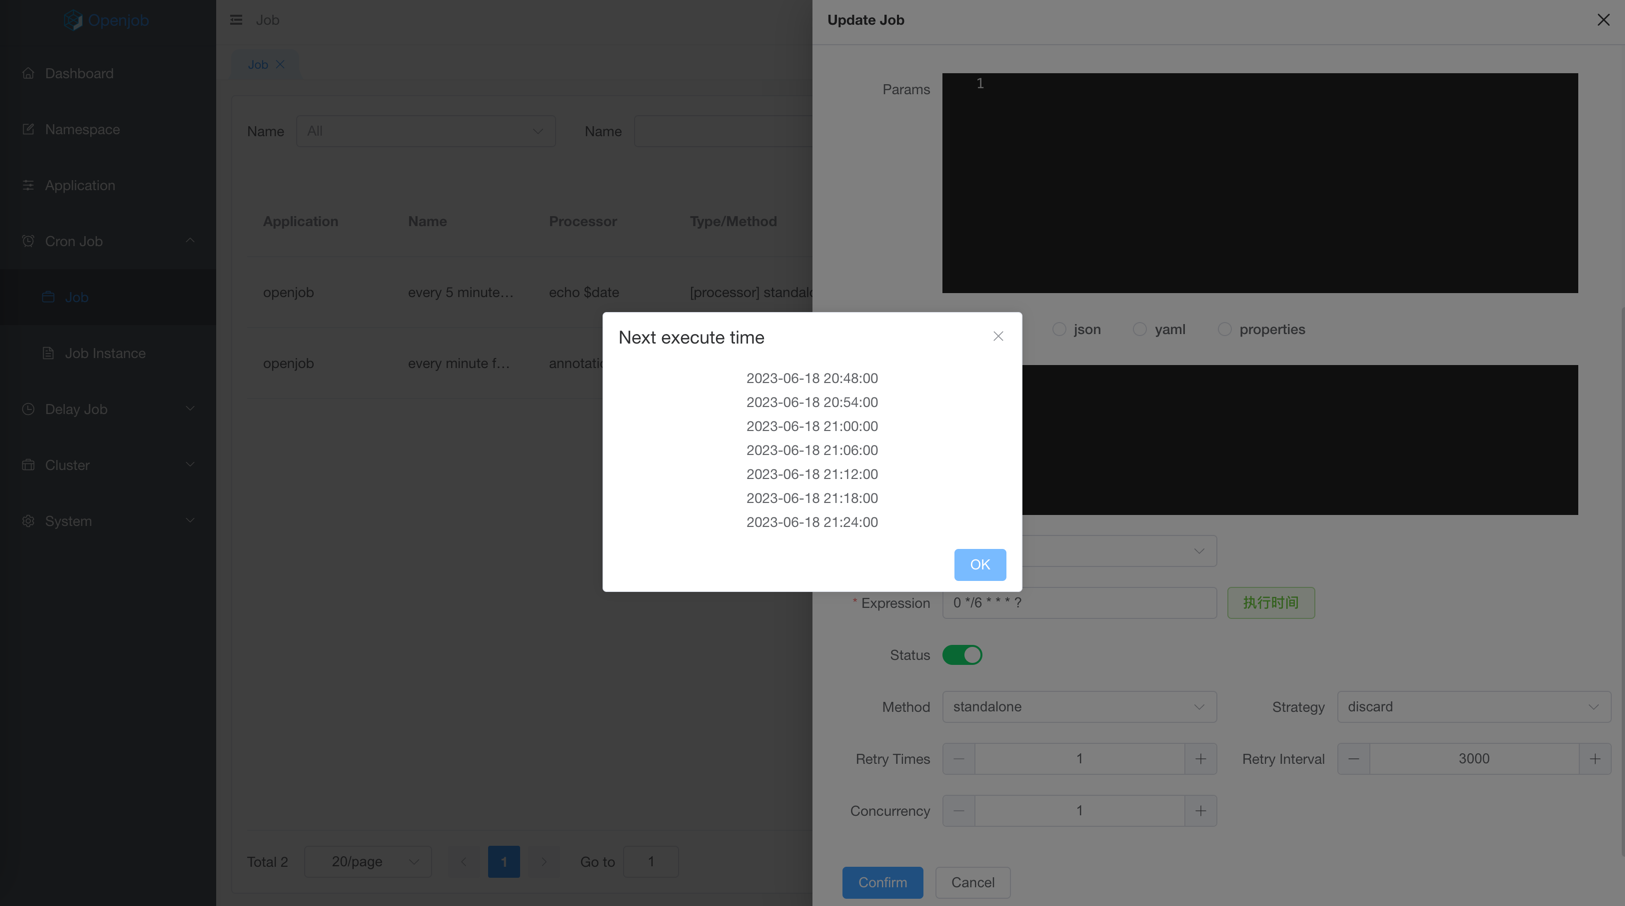 Openjob
Dashboard
Namespace
Application
Cron Job
Job
Job Instance
Delay Job
Cluster
System
Job
Job
Name
All
Name
Application
Name
Processor
Type/Method
openjob
every 5 minute…
echo $date
[processor] standal
openjob
every minute f…
annotati
Total 2
20/page
1
Go to
1
Update Job
Params
1
json
yaml
properties
* Expression
0 */6 * * * ?
执行时间
Status
Method
standalone
Strategy
discard
Retry Times
1
Retry Interval
3000
Concurrency
1
Confirm
Cancel
Next execute time
2023-06-18 20:48:00
2023-06-18 20:54:00
2023-06-18 21:00:00
2023-06-18 21:06:00
2023-06-18 21:12:00
2023-06-18 21:18:00
2023-06-18 21:24:00
OK